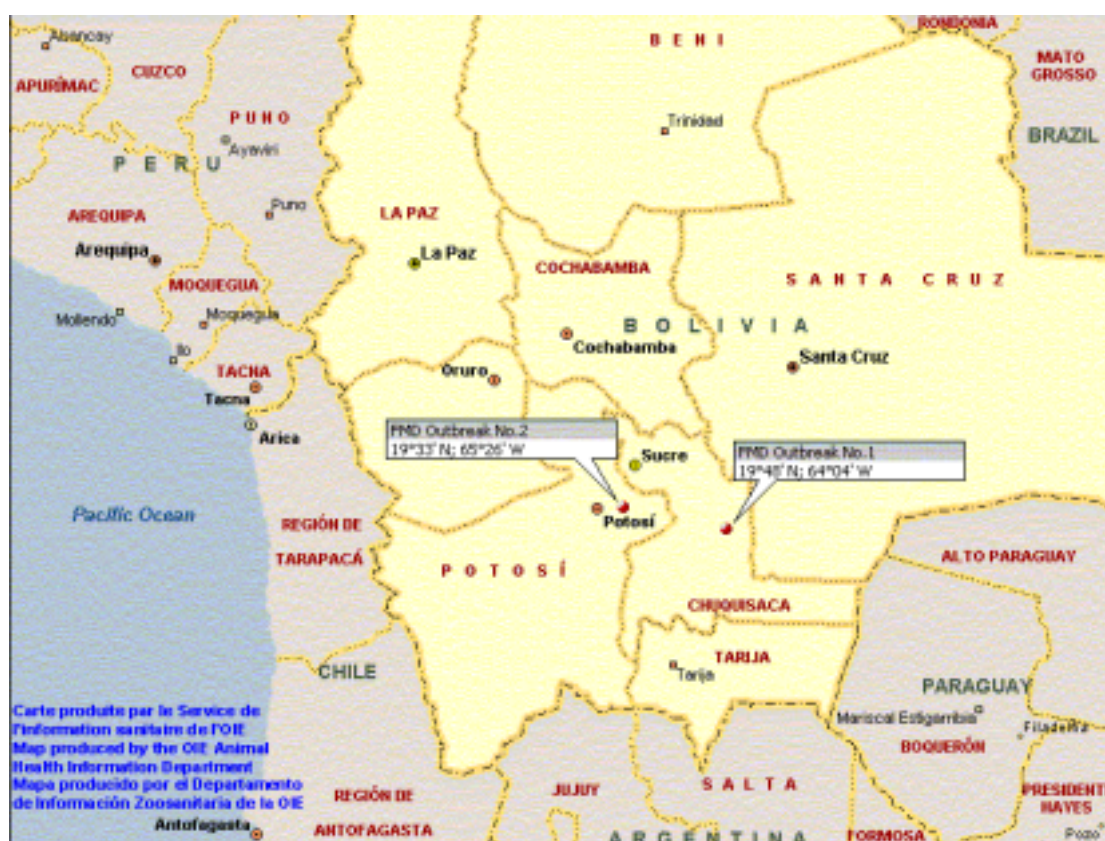 RONDONIA
Abancay
B E N I
MATO
GROSSO
CUZCO
APURÍMAC
P U N O
Trinidad
BRAZIL
Ayaviri
P E R U
Puno
AREQUIPA
LA PAZ
Arequipa
La Paz
COCHABAMBA
S A N T A C R U Z
MOQUEGUA
Mollendo
Moquegua
B O L I V I A
Ilo
Cochabamba
Santa Cruz
TACNA
Oruro
Tacna
Arica
FMD Outbreak No.2
19°33' N; 65°26' W
Sucre
FMD Outbreak No.1
19°48' N; 64°04' W
Pacific Ocean
REGIÓN DE
TARAPACÁ
Potosí
ALTO PARAGUAY
P O T O S Í
CHUQUISACA
TARIJA
Tarija
CHILE
PARAGUAY
Mariscal Estigarribia
Filadelfia
BOQUERÓN
Carte produite par le Service de
l'information sanitaire de l'OIE
Map produced by the OIE Animal
Health Information Department
Mapa producido por el Departamento
de Información Zoosanitaria de la OIE
REGIÓN DE
ANTOFAGASTA
Antofagasta
JUJUY
S A L T A
PRESIDENT
HAYES
A R G E N T I N A
FORMOSA
Pozo